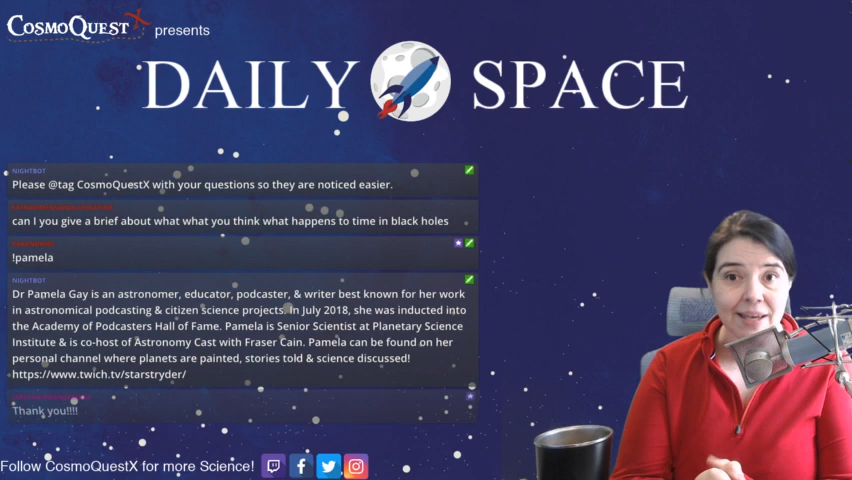 COSMOQUESTX presents
DAILY SPACE
NIGHTBOT
Please @tag CosmoQuestX with your questions so they are noticed easier.
can I you give a brief about what what you think what happens to time in black holes
!pamela
NIGHTBOT
Dr Pamela Gay is an astronomer, educator, podcaster, & writer best known for her work
in astronomical podcasting & citizen science projects. In July 2018, she was inducted into
the Academy of Podcasters Hall of Fame. Pamela is Senior Scientist at Planetary Science
Institute & is co-host of Astronomy Cast with Fraser Cain. Pamela can be found on her
personal channel where planets are painted, stories told & science discussed!
https://www.twich.tv/starstryder/
Thank you!!!!
Follow CosmoQuestX for more Science!